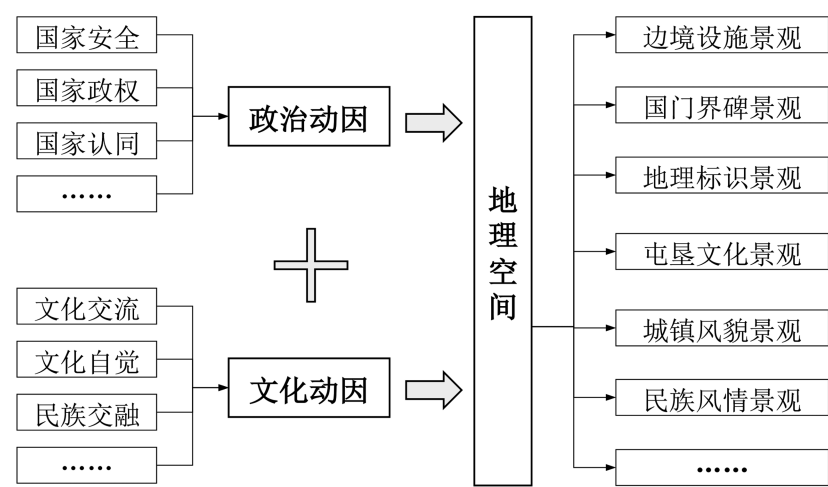 国家安全
国家政权
国家认同
……
政治动因
文化交流
文化自觉
民族交融
……
文化动因
地理空间
边境设施景观
国门界碑景观
地理标识景观
屯垦文化景观
城镇风貌景观
民族风情景观
……